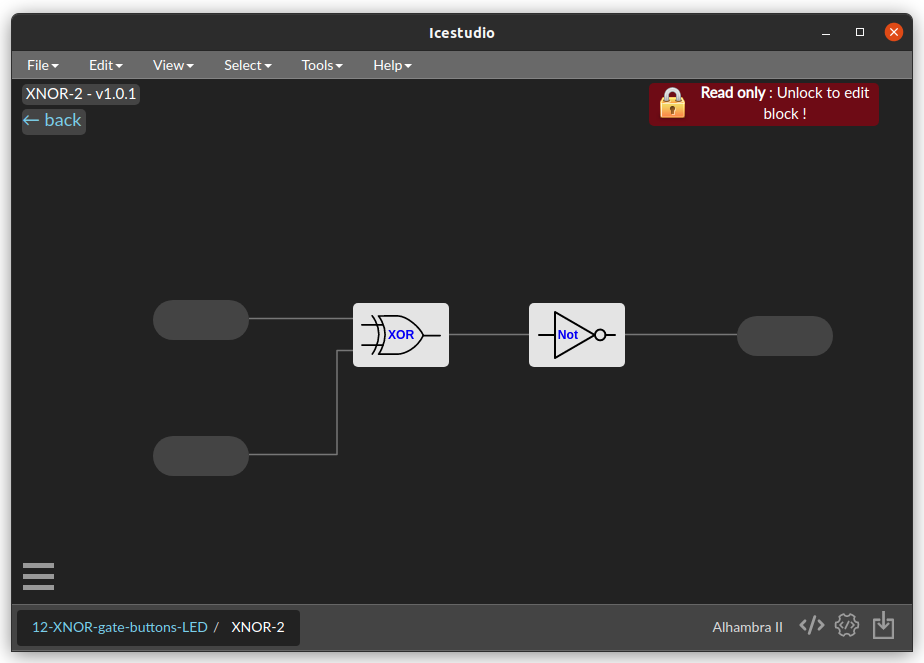 Icestudio
File Edit View Select Tools Help
XNOR-2 - v1.0.1
← back
Read only : Unlock to edit
block !
XOR
Not
12-XNOR-gate-buttons-LED / XNOR-2
Alhambra II </>